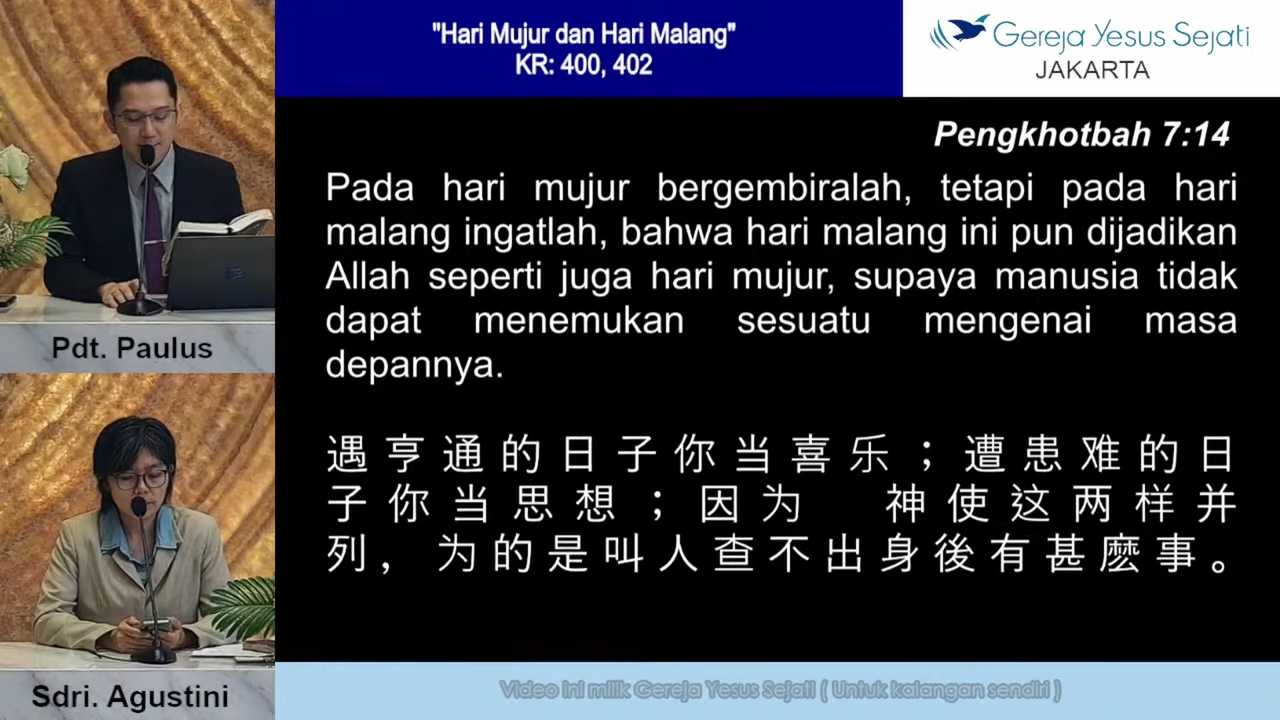 "Hari Mujur dan Hari Malang"
KR: 400, 402
Gereja Yesus Sejati
JAKARTA
Pengkhotbah 7:14
Pada hari mujur bergembiralah, tetapi pada hari
malang ingatlah, bahwa hari malang ini pun dijadikan
Allah seperti juga hari mujur, supaya manusia tidak
dapat menemukan sesuatu mengenai masa
depannya.
遇亨通的日子你当喜乐；遭患难的日
子你当思想；因为　神使这两样并
列，为的是叫人查不出身後有甚麽事。
Pdt. Paulus
Sdri. Agustini
Video ini milik Gereja Yesus Sejati ( Untuk kalangan sendiri )